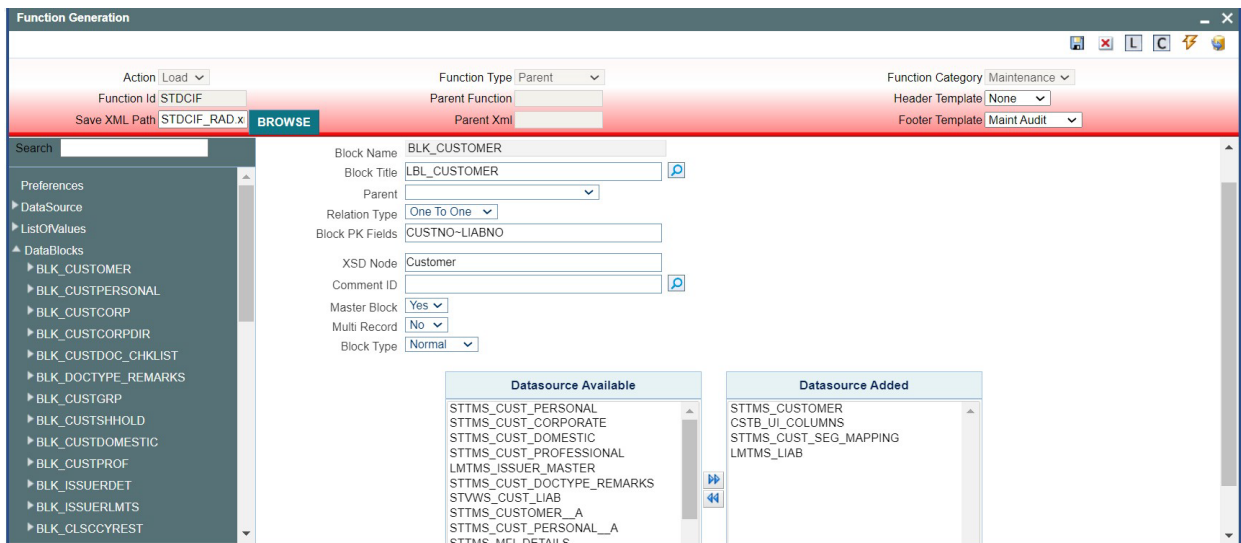 Function Generation
L C
Action Load Function Type Parent Function Category Maintenance
Function Id STDCIF Parent Function Header Template None
Save XML Path STDCIF_RAD.x BROWSE Parent Xml Footer Template Maint Audit
Search
Preferences
DataSource
ListOfValues
DataBlocks
BLK_CUSTOMER
BLK_CUSTPERSONAL
BLK_CUSTCORP
BLK_CUSTCORPDIR
BLK_CUSTDOC_CHKLIST
BLK_DOCTYPE_REMARKS
BLK_CUSTGRP
BLK_CUSTSHHOLD
BLK_CUSTDOMESTIC
BLK_CUSTPROF
BLK_ISSUERDET
BLK_ISSUERLMTS
BLK_CLSCCYREST
Block Name BLK_CUSTOMER
Block Title LBL_CUSTOMER
Parent
Relation Type One To One
Block PK Fields CUSTNO~LIABNO
XSD Node Customer
Comment ID
Master Block Yes
Multi Record No
Block Type Normal
Datasource Available
STTMS_CUST_PERSONAL
STTMS_CUST_CORPORATE
STTMS_CUST_DOMESTIC
STTMS_CUST_PROFESSIONAL
LMTMS_ISSUER_MASTER
STTMS_CUST_DOCTYPE_REMARKS
STVWS_CUST_LIAB
STTMS_CUSTOMER__A
STTMS_CUST_PERSONAL__A
STTMS_MFI_DETAILS
Datasource Added
STTMS_CUSTOMER
CSTB_UI_COLUMNS
STTMS_CUST_SEG_MAPPING
LMTMS_LIAB